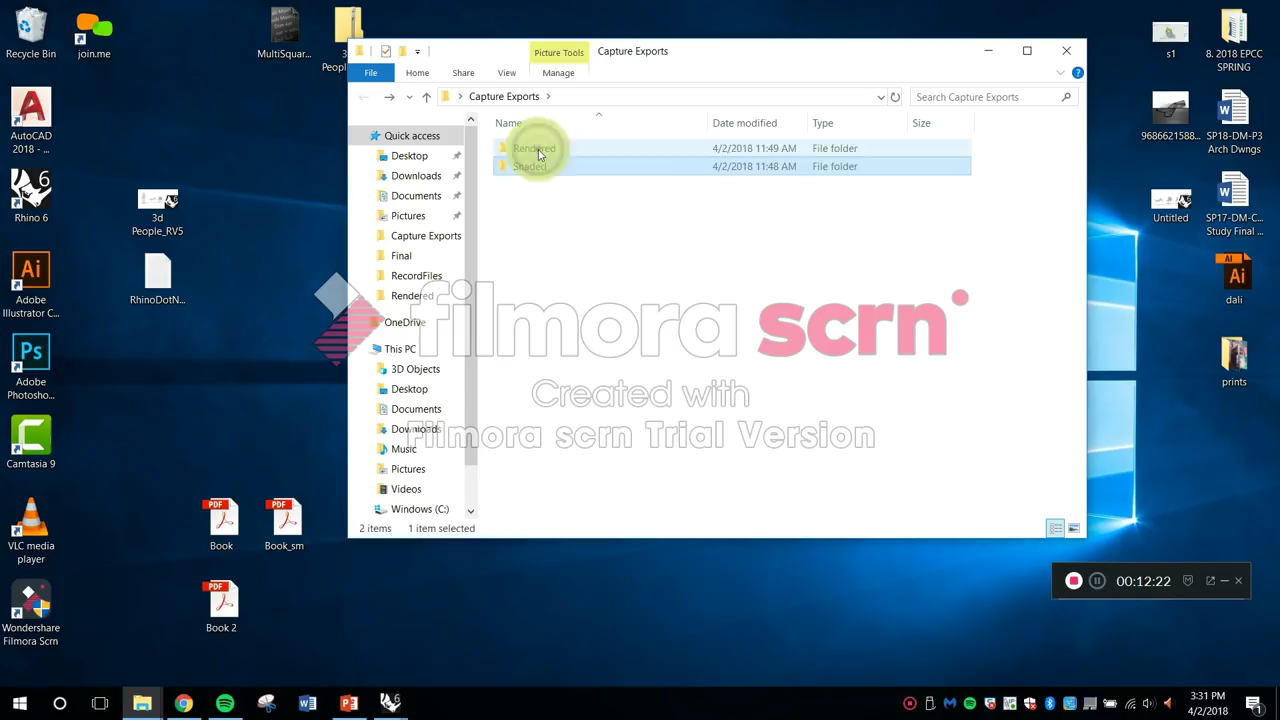 Recycle Bin
join.me
MultiSquar...
3
Peopl
Picture Tools
Capture Exports
s1
8. 2018 EPCC
SPRING
File
Home
Share
View
Manage
Capture Exports
Search Capture Exports
Name
Date modified
Type
Size
Quick access
Rendered
4/2/2018 11:49 AM
File folder
Shaded
4/2/2018 11:48 AM
File folder
AutoCAD
2018 - ...
Desktop
Downloads
Documents
Pictures
Capture Exports
Final
RecordFiles
Rendered
OneDrive
This PC
3D Objects
Desktop
Documents
Downloads
Music
Pictures
Videos
Windows (C:)
9686621588...
SP18-DM-P3
Arch Dwngs
Rhino 6
3d
People_RV5
Untitled
SP17-DM-C...
Study Final ...
Adobe
Illustrator C...
RhinoDotN...
Ai
dali
filmora scrn
Created with
Filmora scrn Trial Version
Ps
Adobe
Photosho...
prints
Camtasia 9
VLC media
player
PDF
Book
PDF
Book_sm
2 items
1 item selected
00:12:22
Wondershare
Filmora Scrn
PDF
Book 2
3:31 PM
4/2/2018